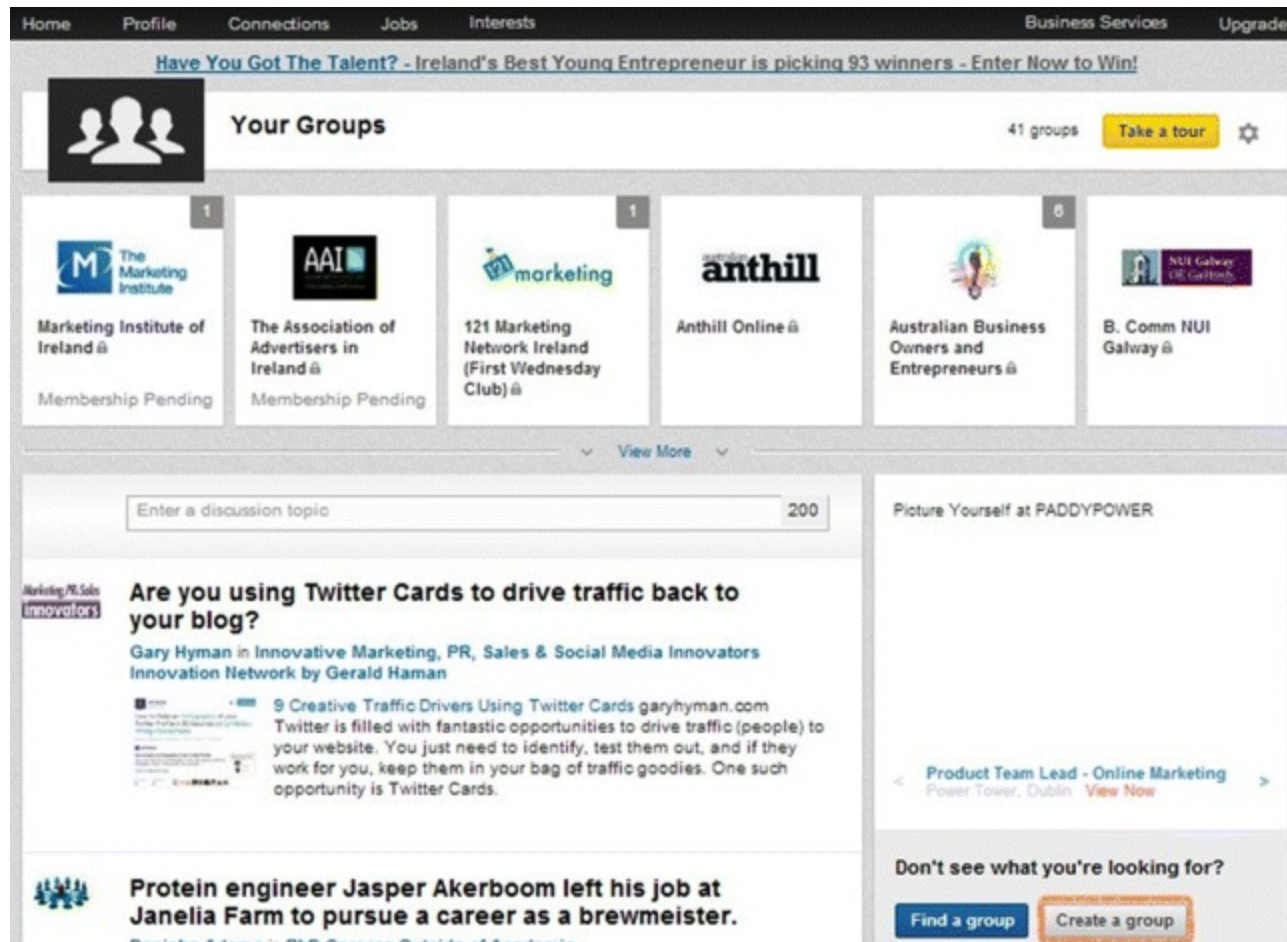 Home Profile Connections Jobs Interests Business Services Upgrade
Have You Got The Talent? - Ireland's Best Young Entrepreneur is picking 93 winners - Enter Now to Win!
Your Groups
41 groups Take a tour
1
M The
Marketing
Institute
Marketing Institute of
Ireland
Membership Pending
AAI
The Association of
Advertisers in
Ireland
Membership Pending
1
121 marketing
121 Marketing
Network Ireland
(First Wednesday
Club)
australian
anthill
Anthill Online
6
Australian Business
Owners and
Entrepreneurs
NUI Galway
OÉ Gaillimh
B. Comm NUI
Galway
View More
Enter a discussion topic 200
Marketing, PR, Sales
innovators
Are you using Twitter Cards to drive traffic back to
your blog?
Gary Hyman in Innovative Marketing, PR, Sales & Social Media Innovators
Innovation Network by Gerald Haman
9 Creative Traffic Drivers Using Twitter Cards garyhyman.com
Twitter is filled with fantastic opportunities to drive traffic (people) to
your website. You just need to identify, test them out, and if they
work for you, keep them in your bag of traffic goodies. One such
opportunity is Twitter Cards.
Protein engineer Jasper Akerboom left his job at
Janelia Farm to pursue a career as a brewmeister.
Picture Yourself at PADDYPOWER
< Product Team Lead - Online Marketing >
Power Tower, Dublin View Now
Don't see what you're looking for?
Find a group Create a group